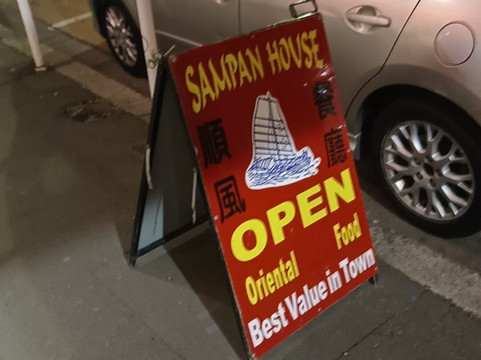 SAMPAN HOUSE
順風
餐廳
OPEN
Oriental Food
Best Value in Town